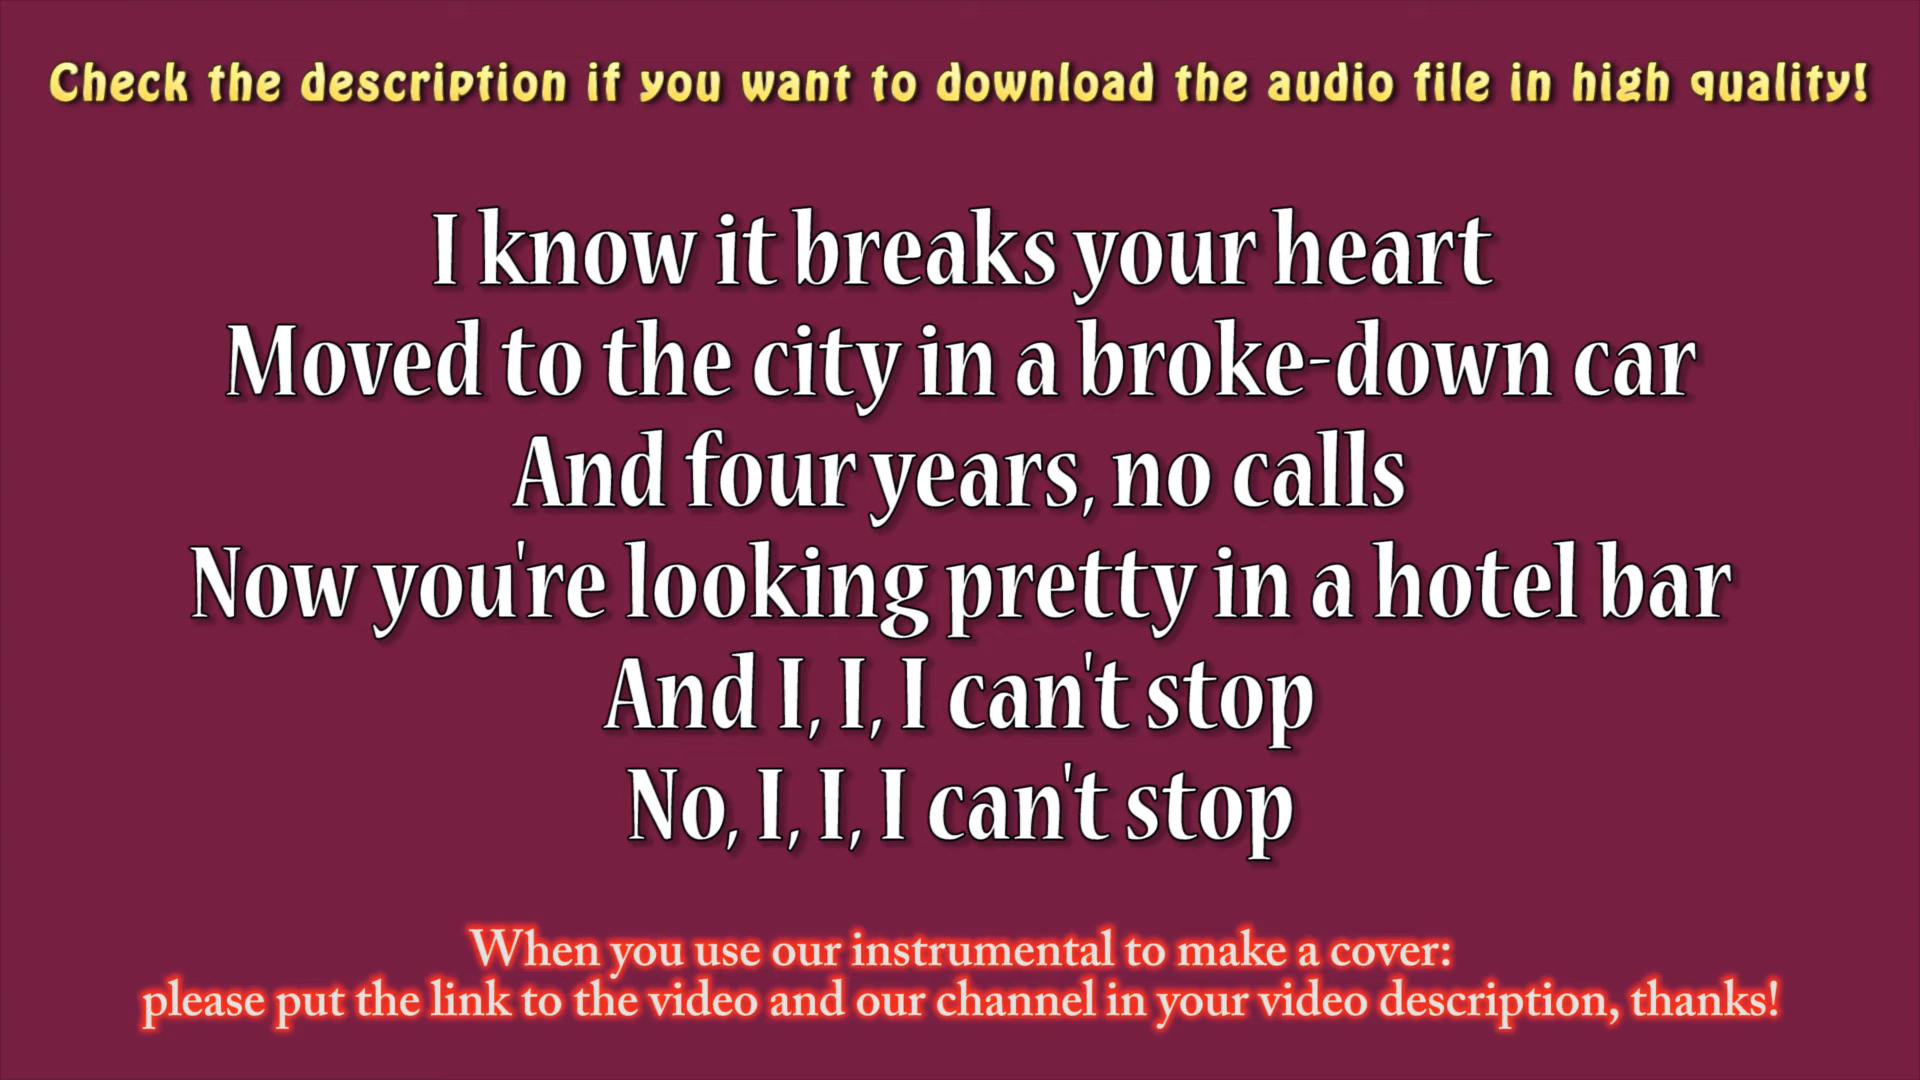 Check the description if you want to download the audio file in high quality!
I know it breaks your heart
Moved to the city in a broke-down car
And four years, no calls
Now you're looking pretty in a hotel bar
And I, I, I can't stop
No, I, I, I can't stop
When you use our instrumental to make a cover:
please put the link to the video and our channel in your video description, thanks!